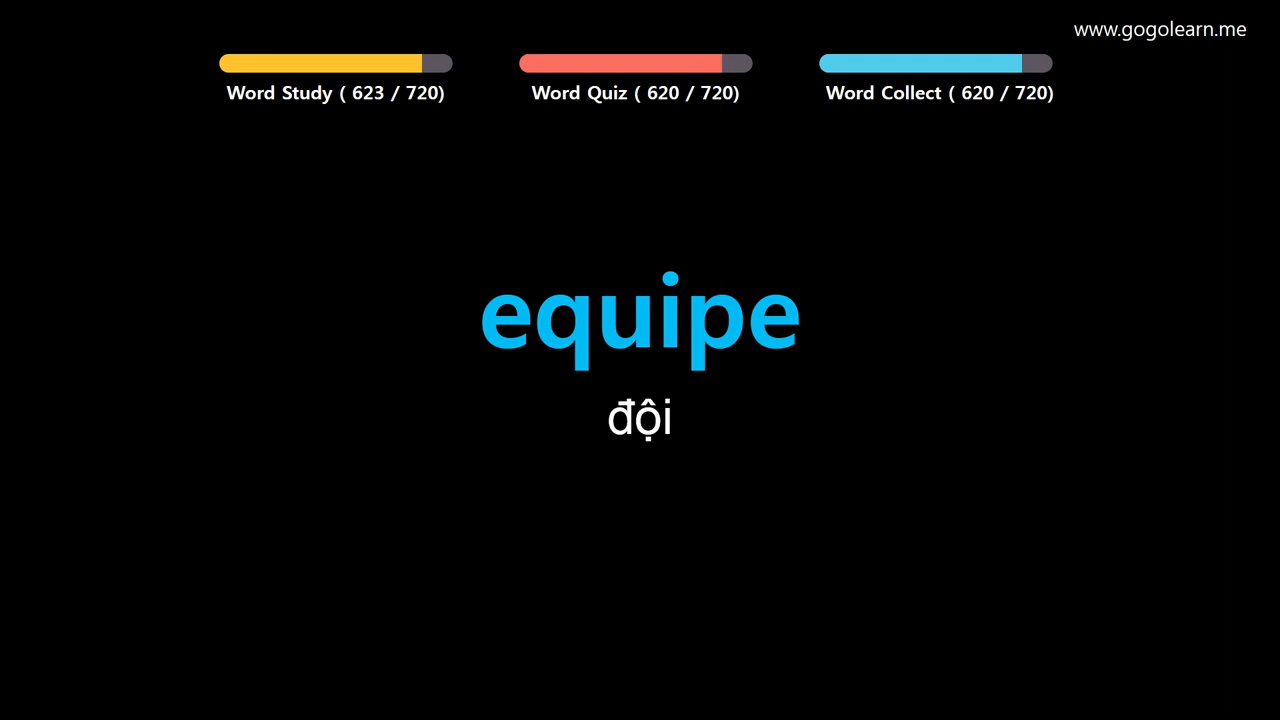 www.gogolearn.me
Word Study ( 623 / 720)
Word Quiz ( 620 / 720)
Word Collect ( 620 / 720)
equipe
đội